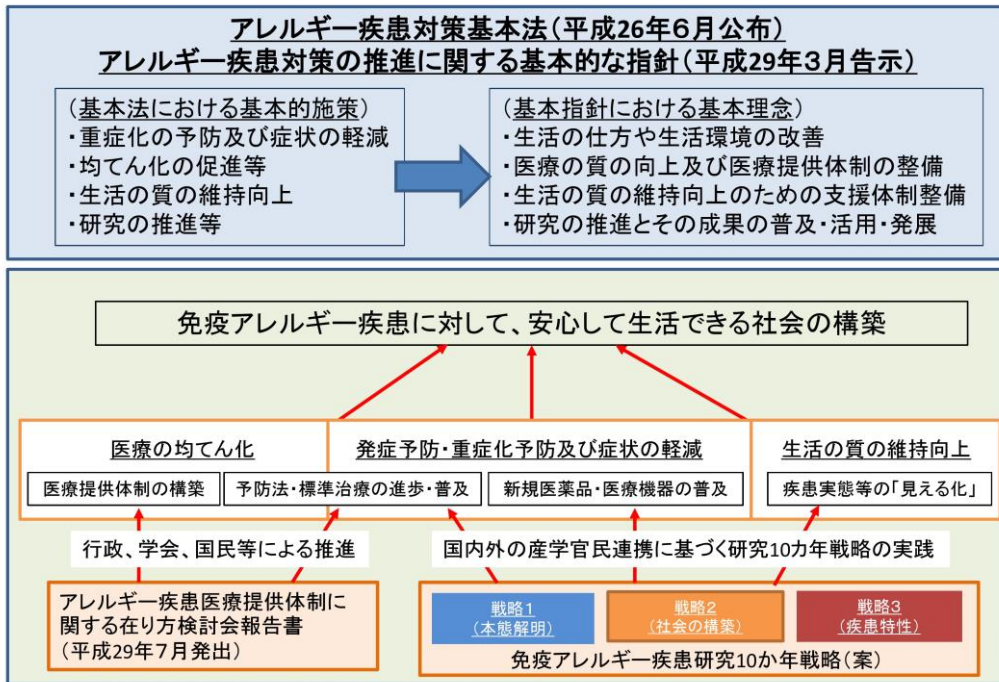 アレルギー疾患対策基本法(平成26年6月公布)
アレルギー疾患対策の推進に関する基本的な指針(平成29年3月告示)
(基本法における基本的施策)
・重症化の予防及び症状の軽減
・均てん化の促進等
・生活の質の維持向上
・研究の推進等
(基本指針における基本理念)
・生活の仕方や生活環境の改善
・医療の質の向上及び医療提供体制の整備
・生活の質の維持向上のための支援体制整備
・研究の推進とその成果の普及・活用・発展
免疫アレルギー疾患に対して、安心して生活できる社会の構築
医療の均てん化
発症予防・重症化予防及び症状の軽減
生活の質の維持向上
医療提供体制の構築
予防法・標準治療の進歩・普及
新規医薬品・医療機器の普及
疾患実態等の「見える化」
行政、学会、国民等による推進
国内外の産学官民連携に基づく研究10カ年戦略の実践
アレルギー疾患医療提供体制に
関する在り方検討会報告書
(平成29年7月発出)
戦略1
(本態解明)
戦略2
(社会の構築)
戦略3
(疾患特性)
免疫アレルギー疾患研究10か年戦略(案)